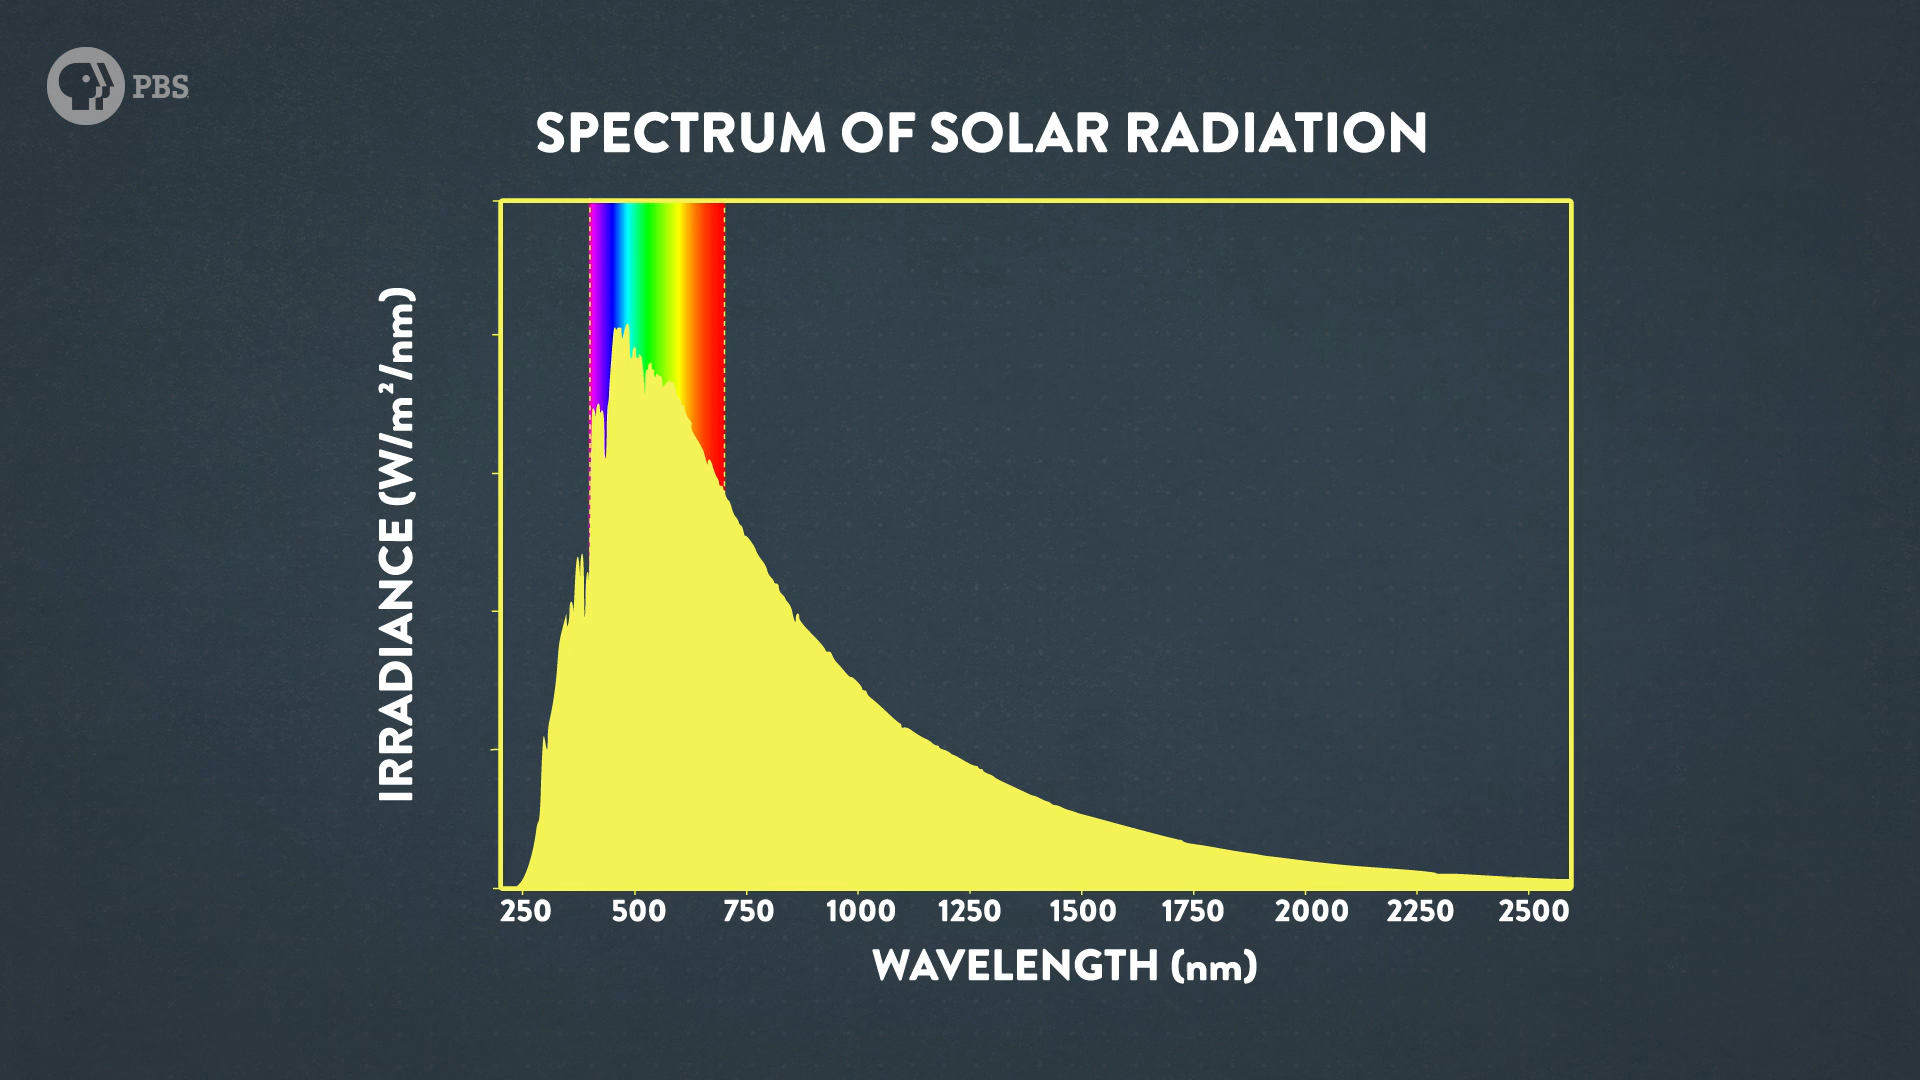 PBS
SPECTRUM OF SOLAR RADIATION
IRRADIANCE (W/m²/nm)
250 500 750 1000 1250 1500 1750 2000 2250 2500
WAVELENGTH (nm)